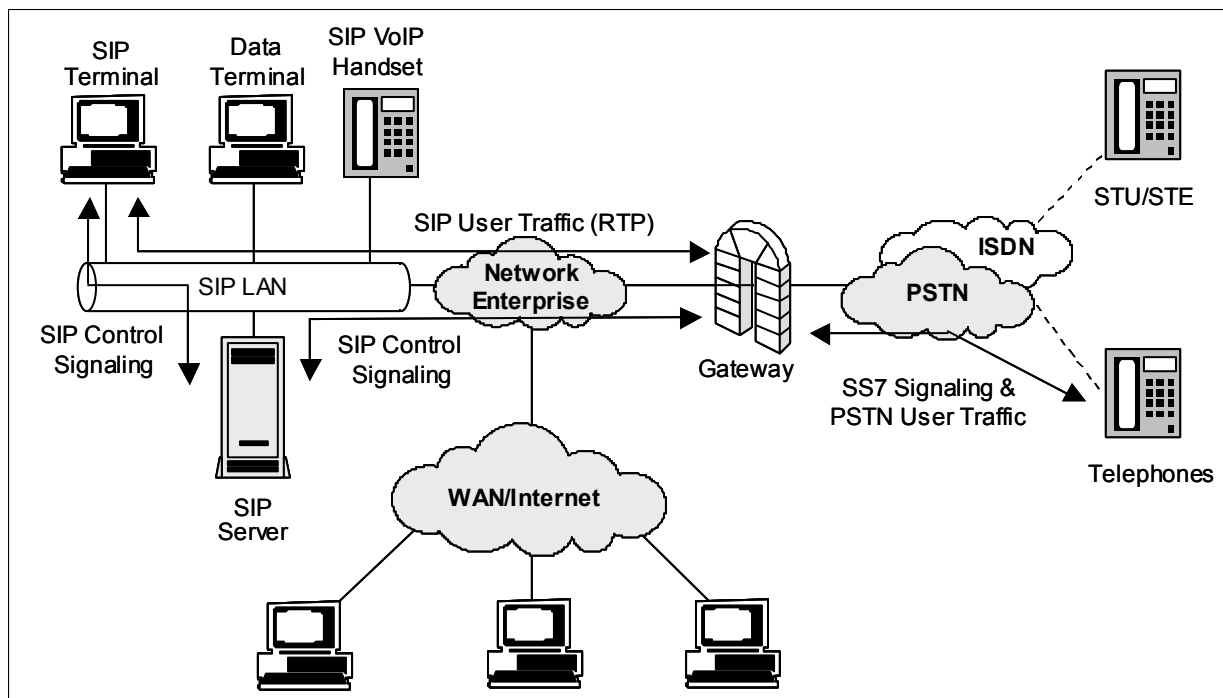 SIP
Terminal
Data
Terminal
SIP VoIP
Handset
STU/STE
SIP User Traffic (RTP)
ISDN
SIP LAN
Network
Enterprise
PSTN
SIP Control
Signaling
SIP Control
Signaling
Gateway
SS7 Signaling &
PSTN User Traffic
Telephones
WAN/Internet
SIP
Server